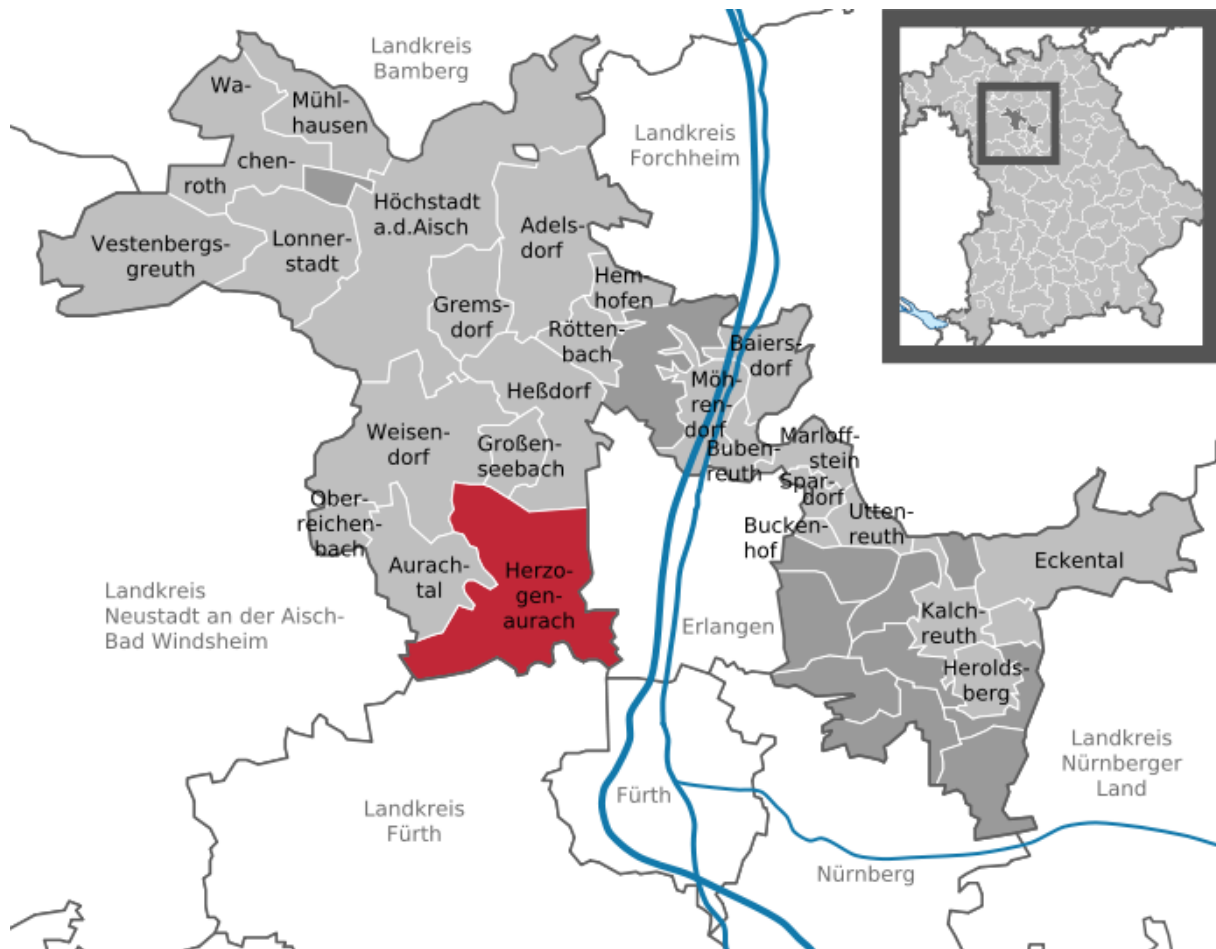 Landkreis
Bamberg
Wa-
Mühl-
hausen
chen-
roth
Landkreis
Forchheim
Höchstadt
a.d.Aisch
Adels-
dorf
Vestenbergs-
greuth
Lonner-
stadt
Hem-
hofen
Grems-
dorf
Rötten-
bach
Baiers-
dorf
Möh-
ren-
dorf
Heßdorf
Weisen-
dorf
Großen-
seebach
Buben-
reuth
Marloff-
stein
Spar-
dorf
Ober-
reichen-
bach
Utten-
reuth
Bucken-
hof
Eckental
Aurach-
tal
Herzo-
gen-
aurach
Landkreis
Neustadt an der Aisch-
Bad Windsheim
Erlangen
Kalch-
reuth
Herolds-
berg
Landkreis
Nürnberger
Land
Landkreis
Fürth
Fürth
Nürnberg